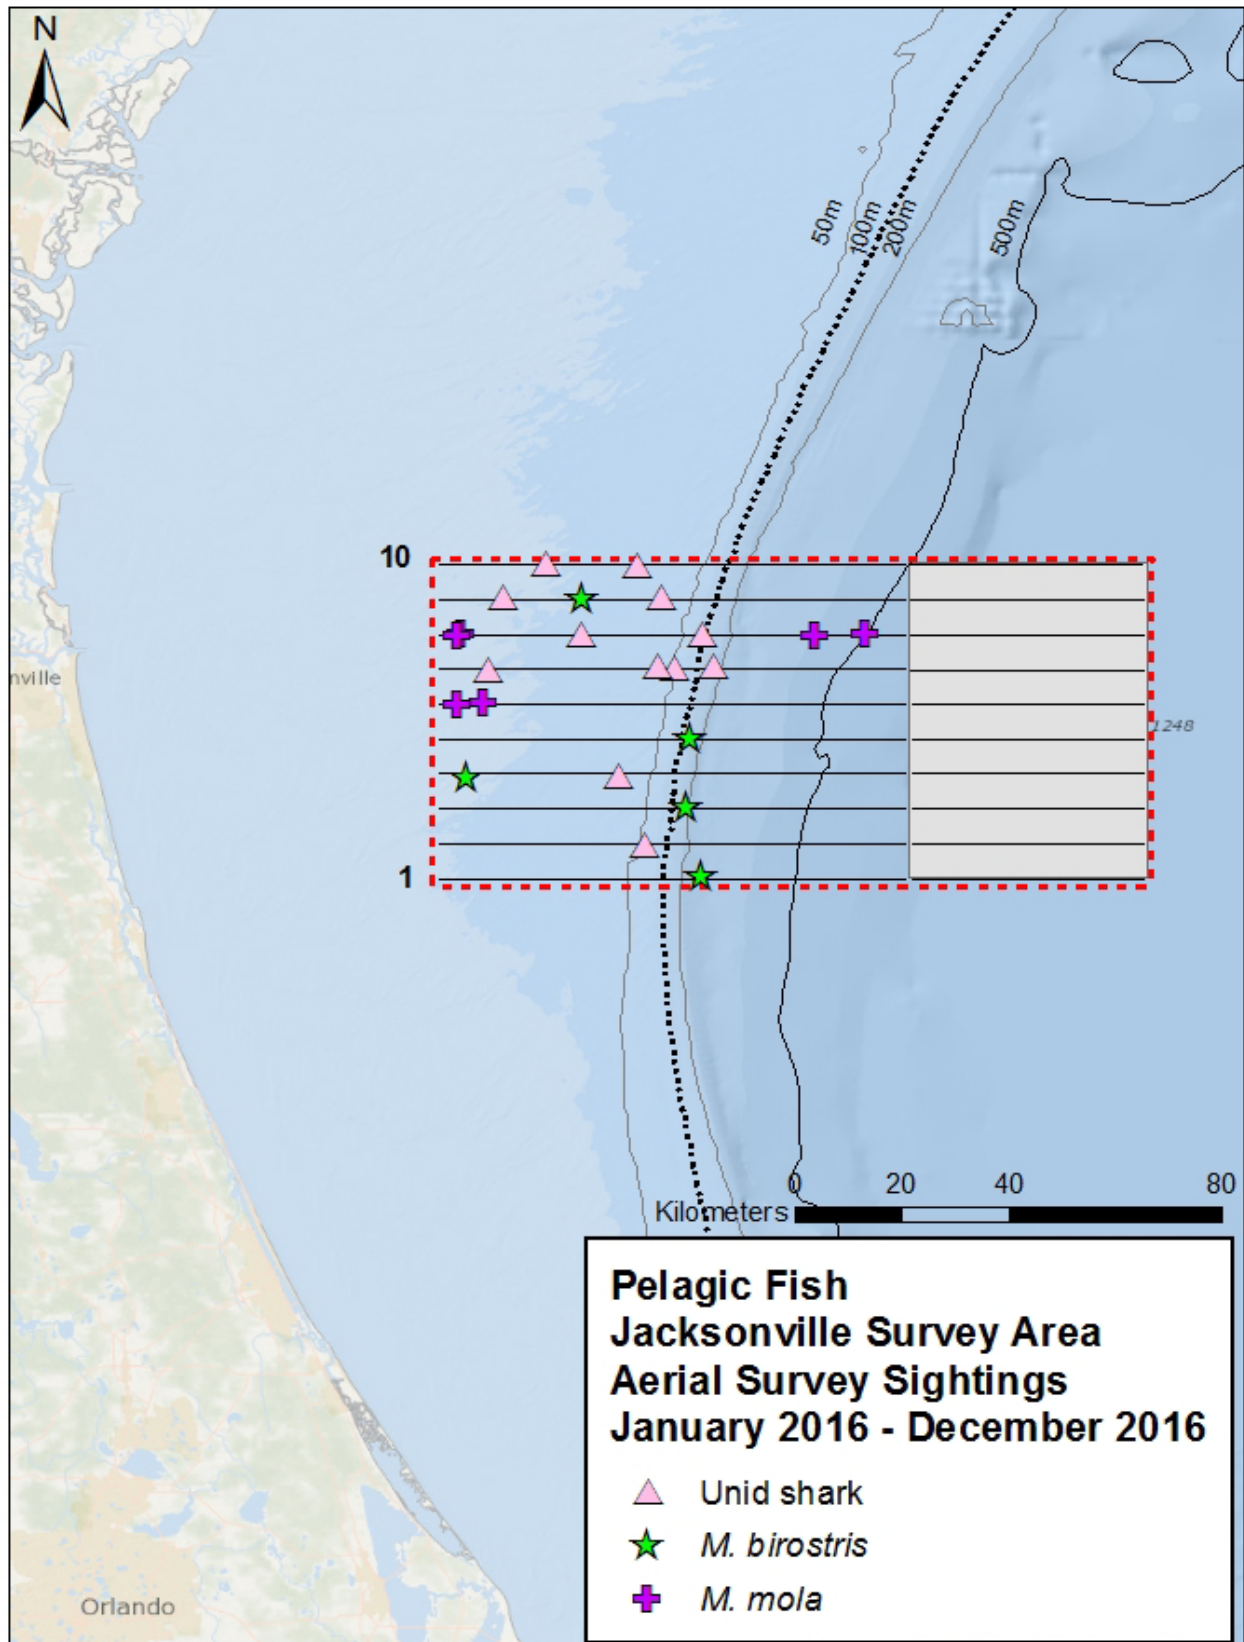 N
50m
100m
200m
500m
10
nville
1248
1
0 20 40 80
Kilometers
Pelagic Fish
Jacksonville Survey Area
Aerial Survey Sightings
January 2016 - December 2016
Unid shark
M. birostris
M. mola
Orlando